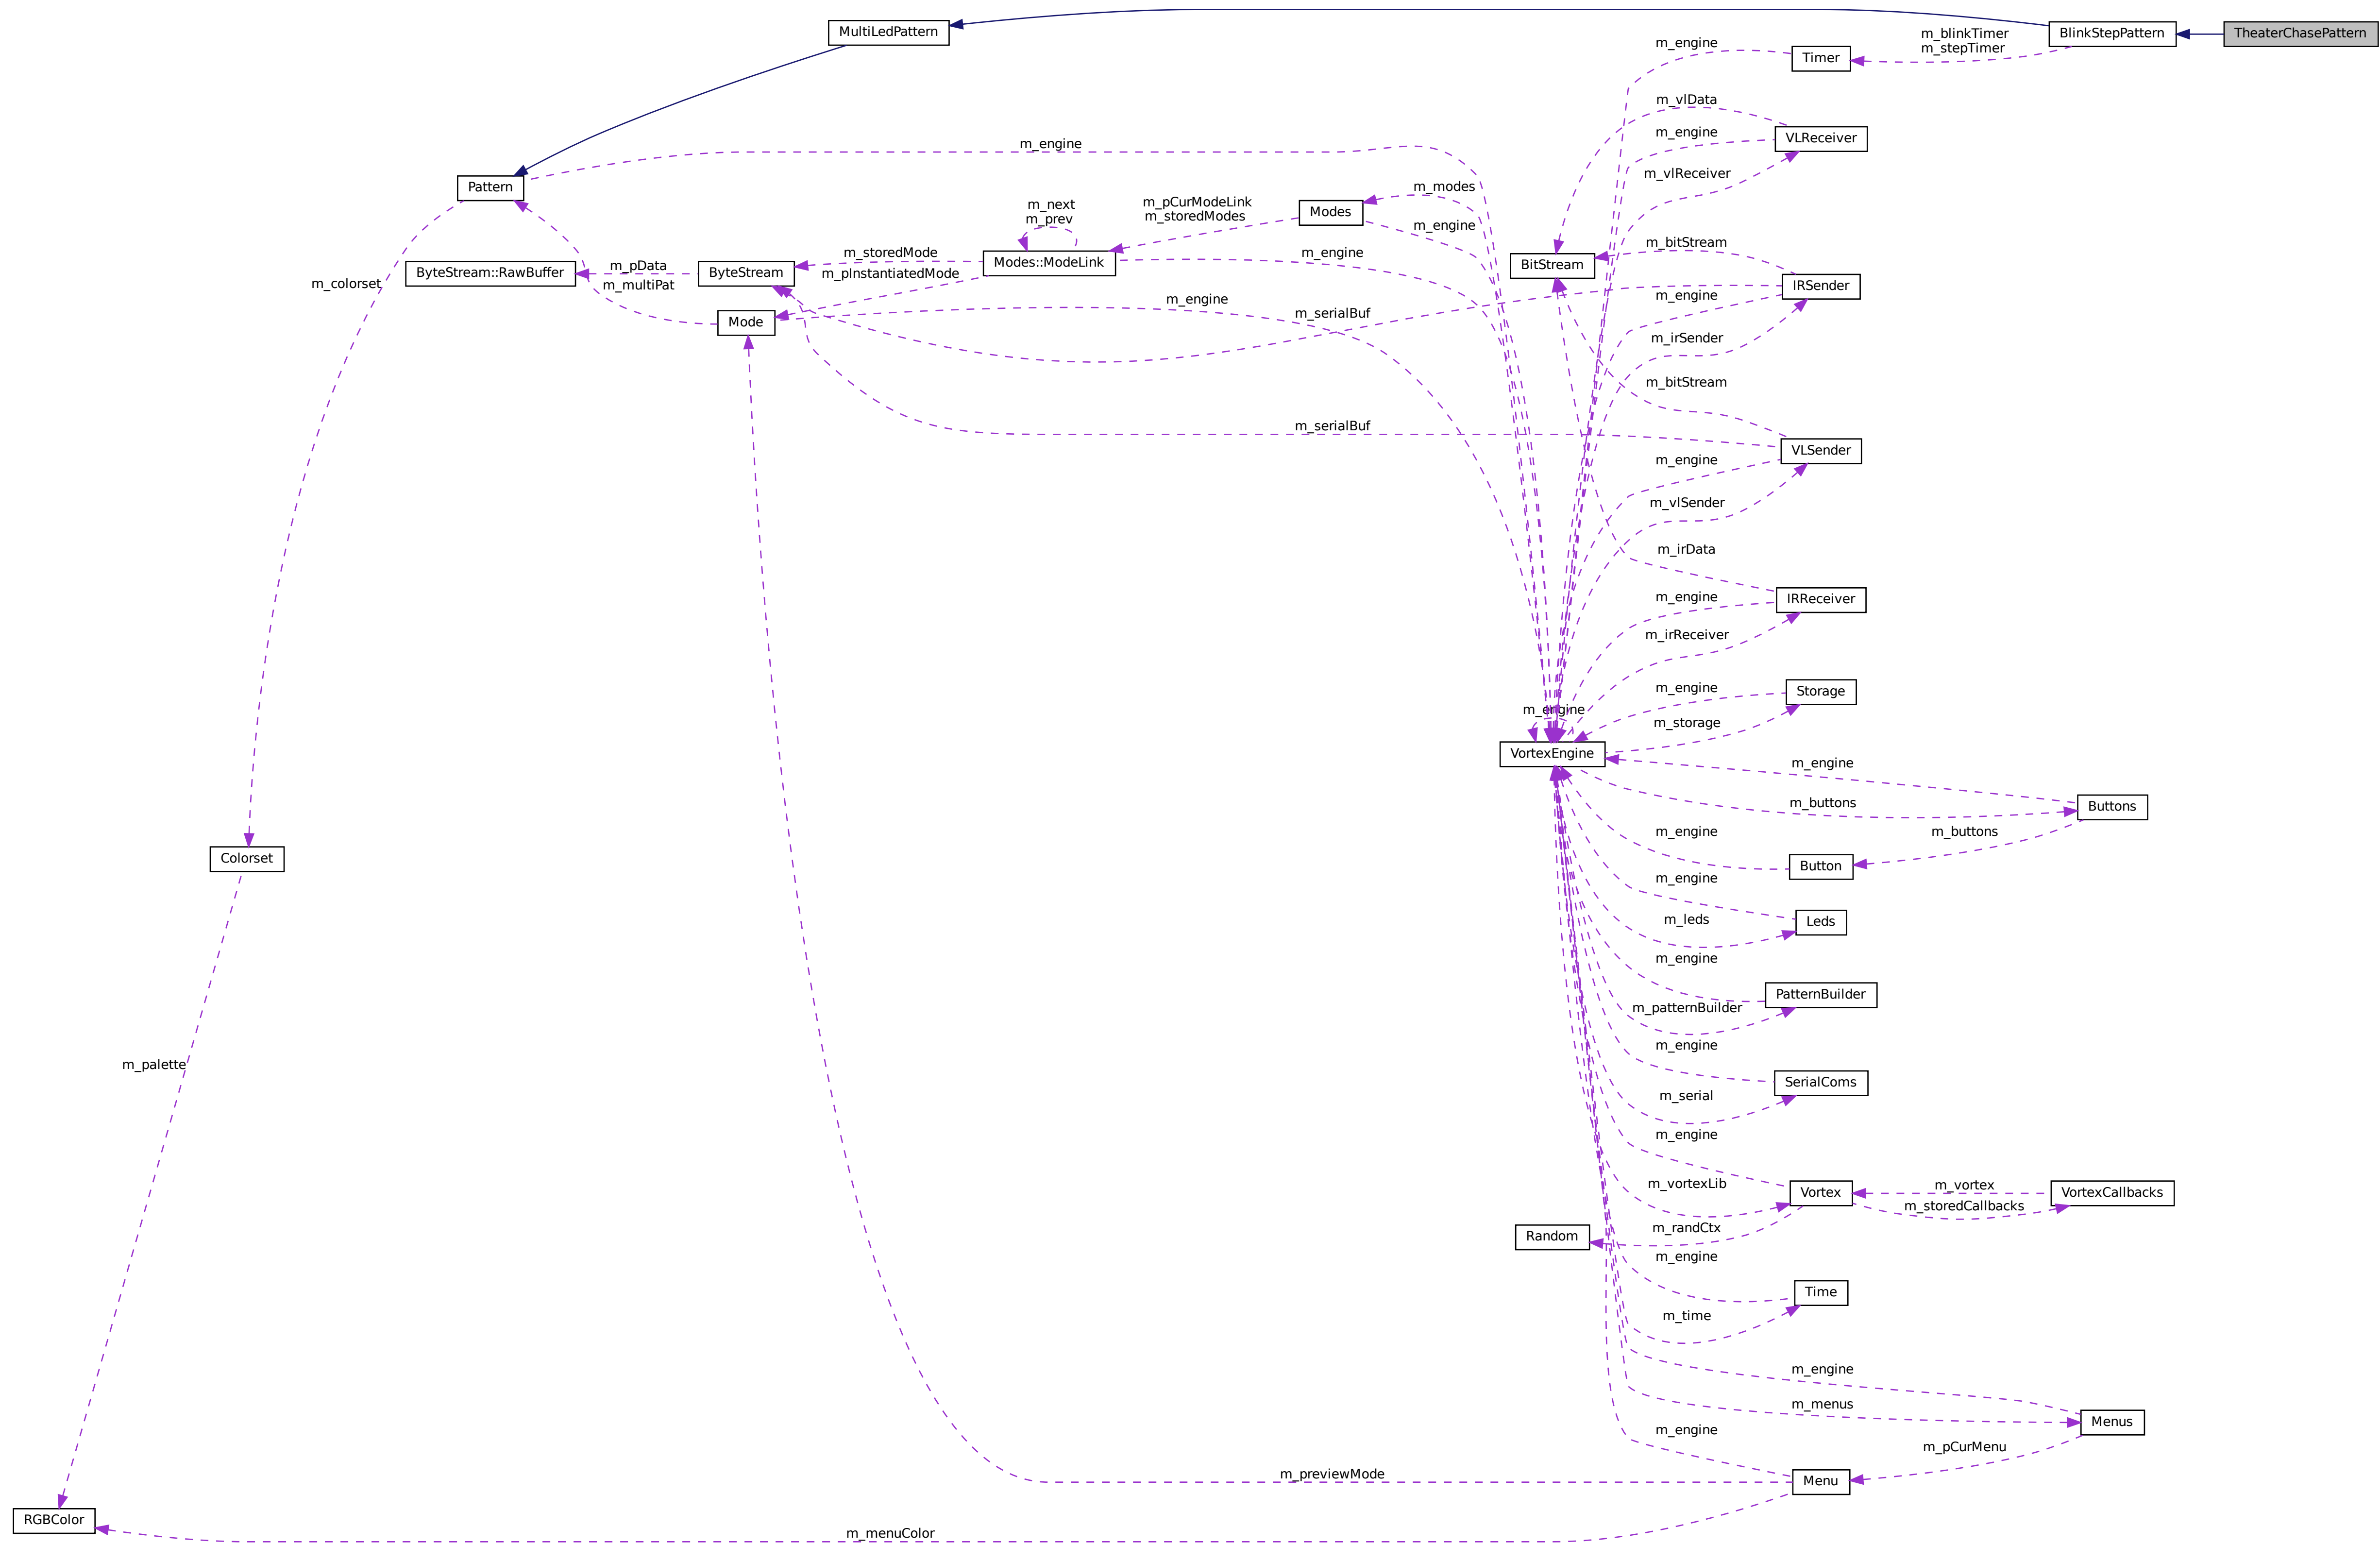 MultiLedPattern
BlinkStepPattern
TheaterChasePattern
m_blinkTimer
m_stepTimer
m_engine
Timer
m_vlData
m_engine
VLReceiver
m_engine
m_vlReceiver
Pattern
m_modes
m_next
m_prev
m_pCurModeLink
m_storedModes
Modes
m_engine
m_bitStream
m_storedMode
m_engine
Modes::ModeLink
BitStream
m_colorset
ByteStream::RawBuffer
m_pData
m_multiPat
ByteStream
m_pInstantiatedMode
IRSender
m_engine
m_engine
m_serialBuf
Mode
m_irSender
m_bitStream
m_serialBuf
VLSender
m_engine
m_vlSender
m_irData
m_engine
IRReceiver
m_irReceiver
m_engine
Storage
m_engine
m_storage
VortexEngine
m_engine
m_buttons
Buttons
m_engine
m_buttons
Colorset
Button
m_engine
m_leds
Leds
m_engine
PatternBuilder
m_patternBuilder
m_engine
m_palette
SerialComs
m_serial
m_engine
m_vortexLib
Vortex
m_vortex
m_storedCallbacks
VortexCallbacks
m_randCtx
Random
m_engine
Time
m_time
m_engine
m_menus
Menus
m_engine
m_pCurMenu
m_previewMode
Menu
RGBColor
m_menuColor